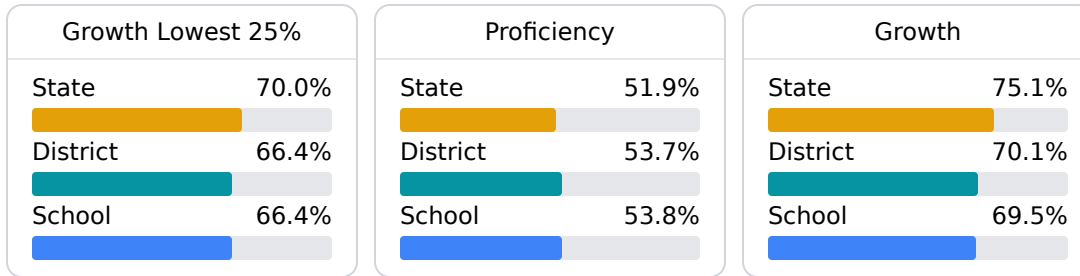 Growth Lowest 25%
State 70.0%
District 66.4%
School 66.4%
Proficiency
State 51.9%
District 53.7%
School 53.8%
Growth
State 75.1%
District 70.1%
School 69.5%